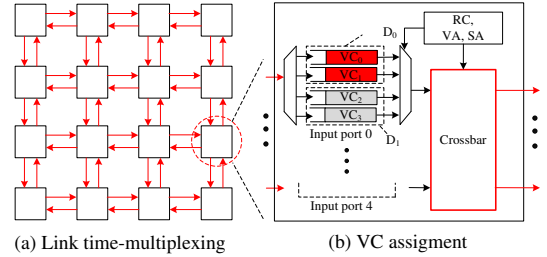 D₀
RC,
VA, SA
VC₀
VC₁
VC₂
VC₃
D₁
Input port 0
Crossbar
Input port 4
(a) Link time-multiplexing
(b) VC assigment